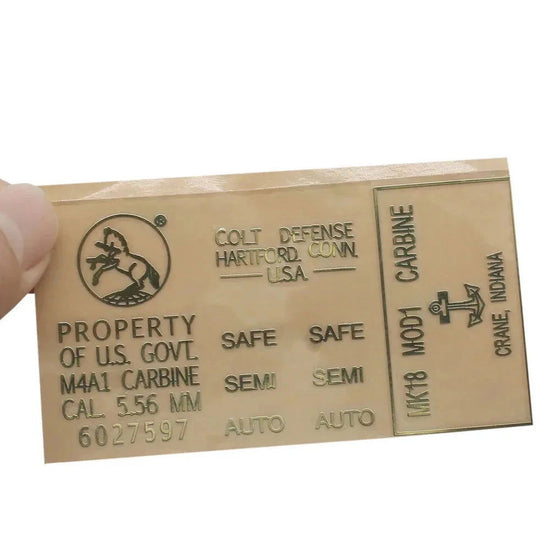 ®
COLT DEFENSE
HARTFORD. CONN.
U.S.A.
PROPERTY
OF U.S. GOVT.
M4A1 CARBINE
CAL. 5.56 MM
6027597
SAFE SAFE
SEMI SEMI
AUTO AUTO
MK18 MOD1 CARBINE
CRANE, INDIANA